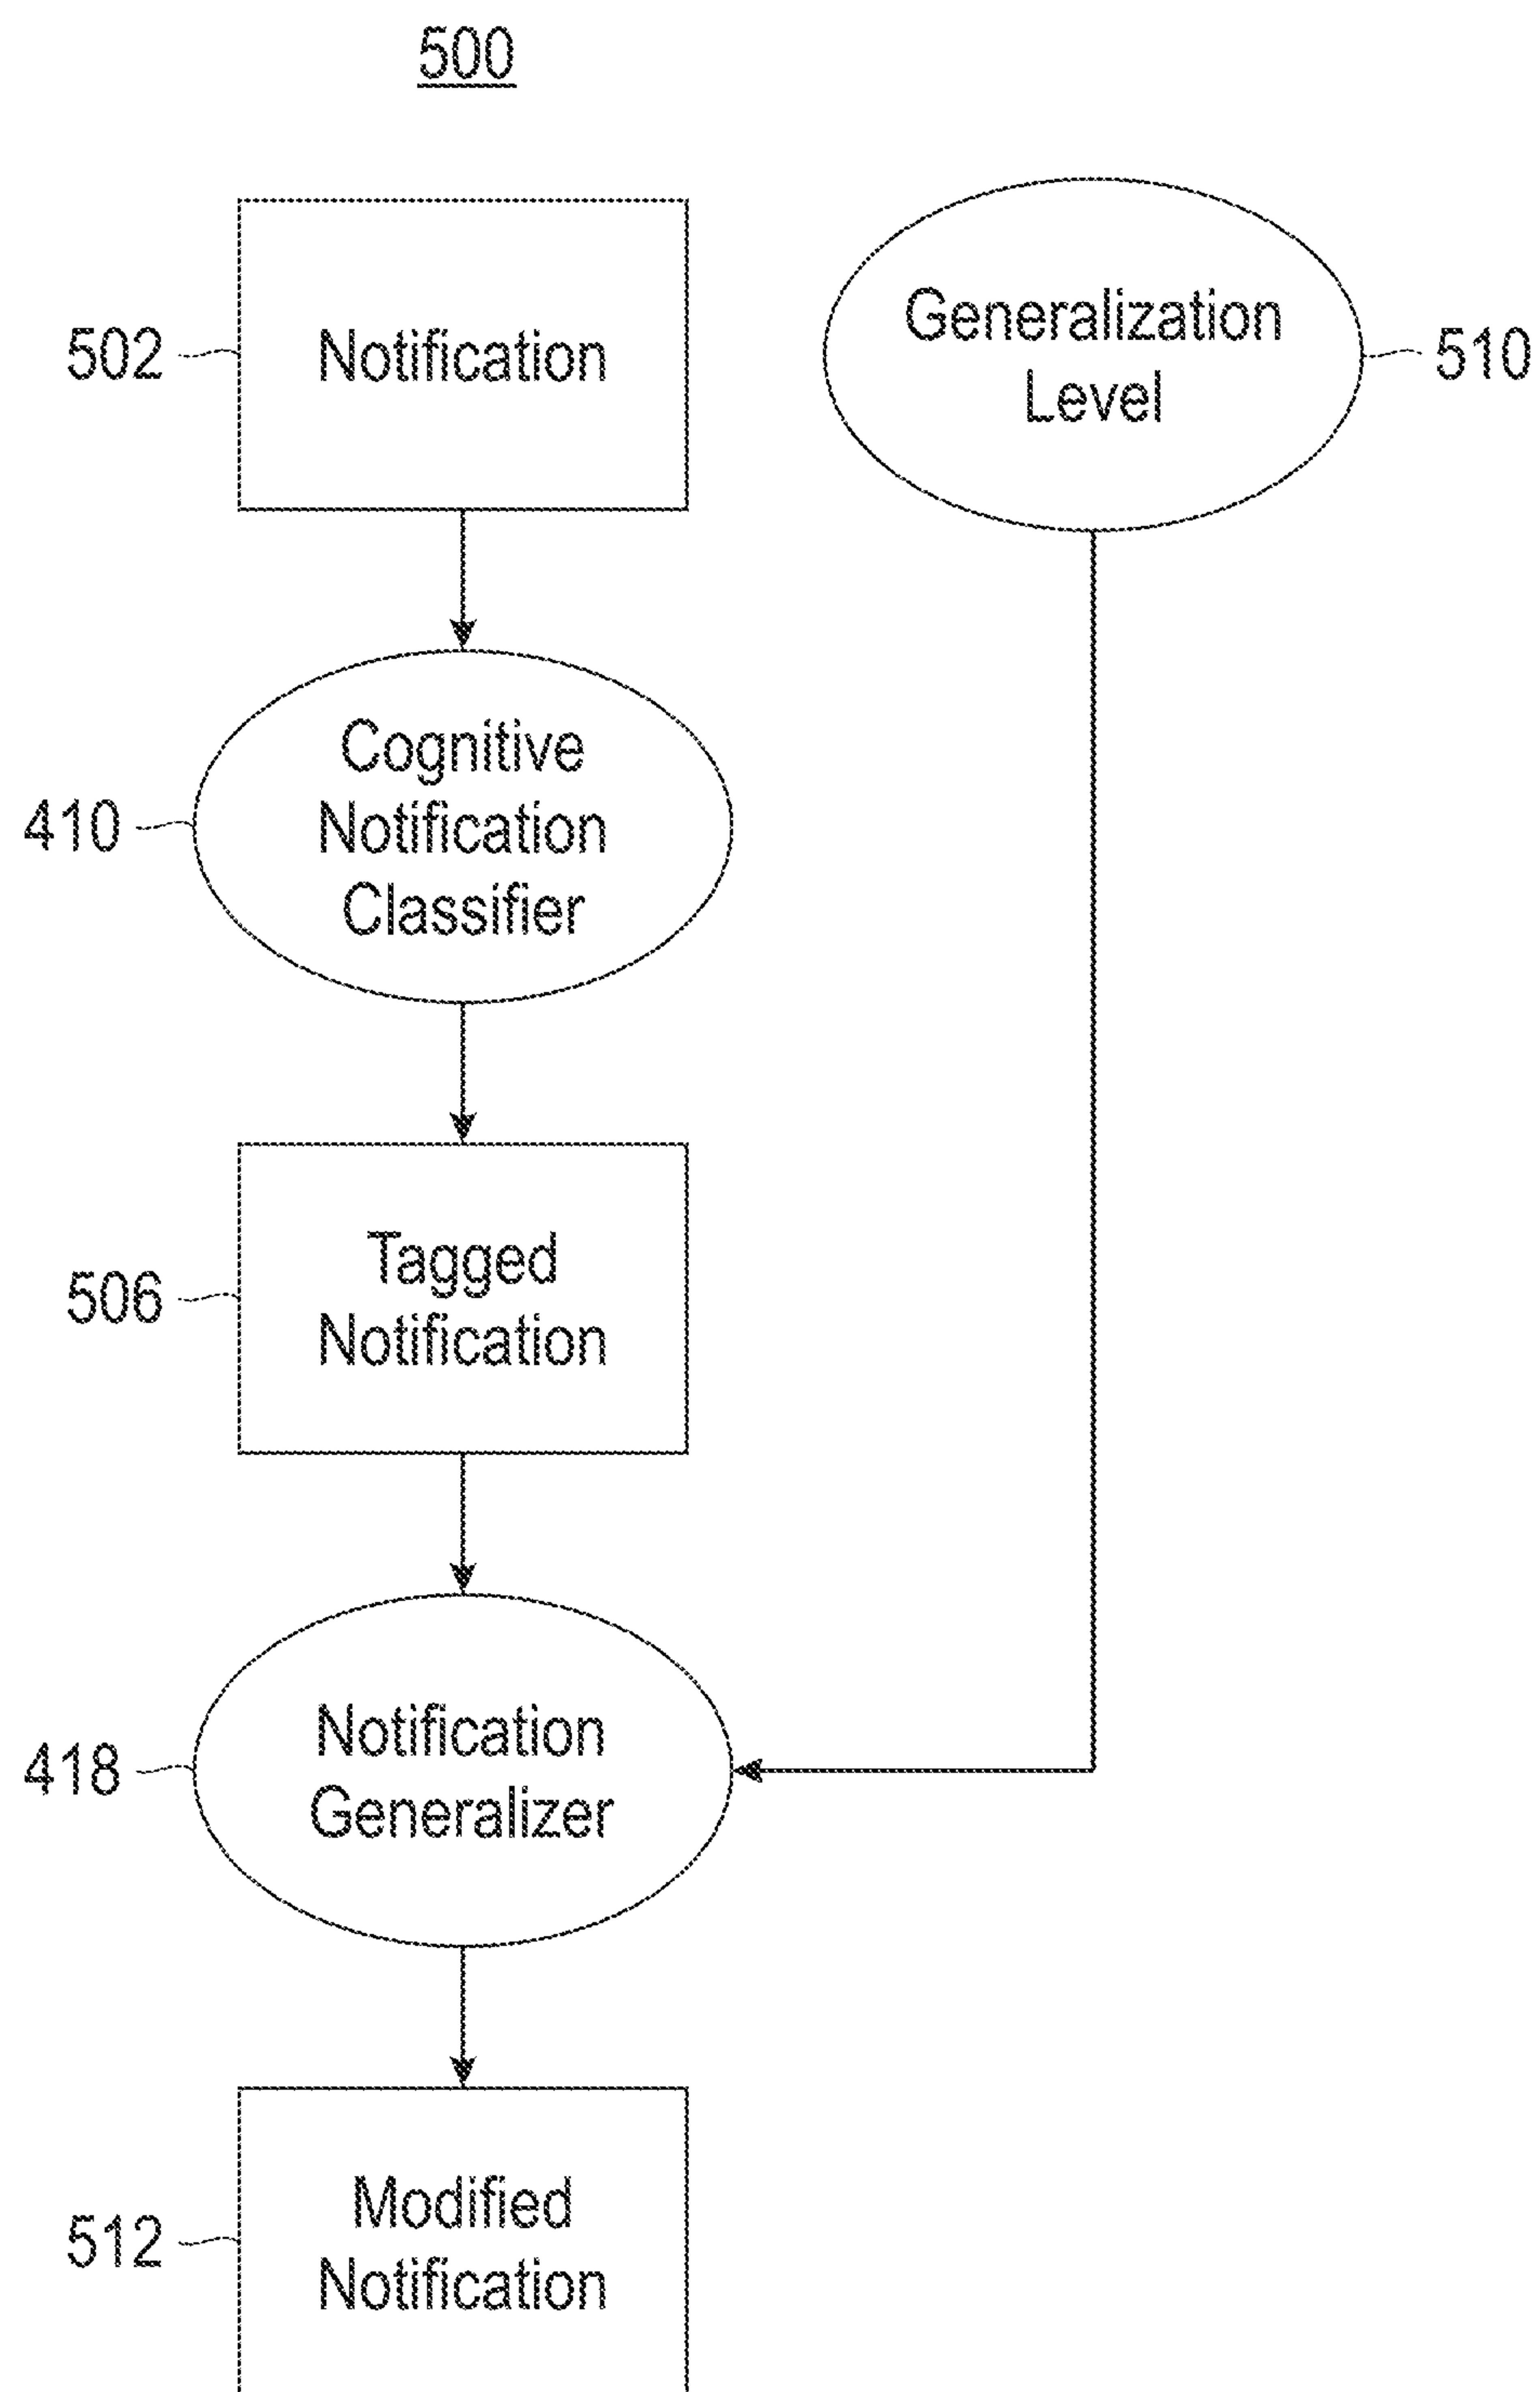 500
502
Notification
Generalization
Level
510
410
Cognitive
Notification
Classifier
506
Tagged
Notification
418
Notification
Generalizer
512
Modified
Notification